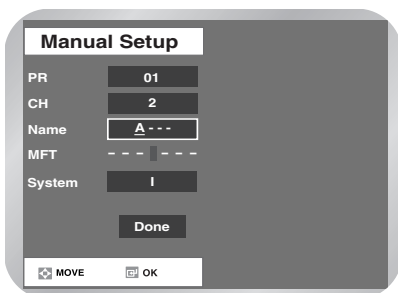 Manual Setup
PR 01
CH 2
Name A - - -
MFT - - - - - -
System I
Done
MOVE OK